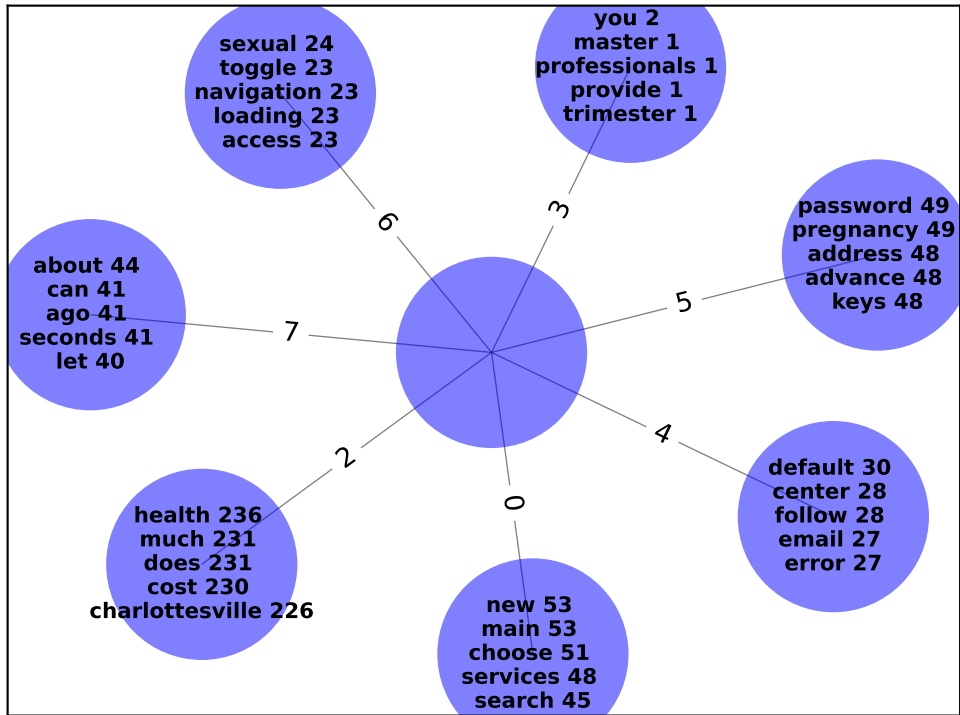 you 2
master 1
professionals 1
provide 1
trimester 1
sexual 24
toggle 23
navigation 23
loading 23
access 23
password 49
pregnancy 49
address 48
advance 48
keys 48
about 44
can 41
ago 41
seconds 41
let 40
default 30
center 28
follow 28
email 27
error 27
health 236
much 231
does 231
cost 230
charlottesville 226
new 53
main 53
choose 51
services 48
search 45
6
3
5
7
4
2
0